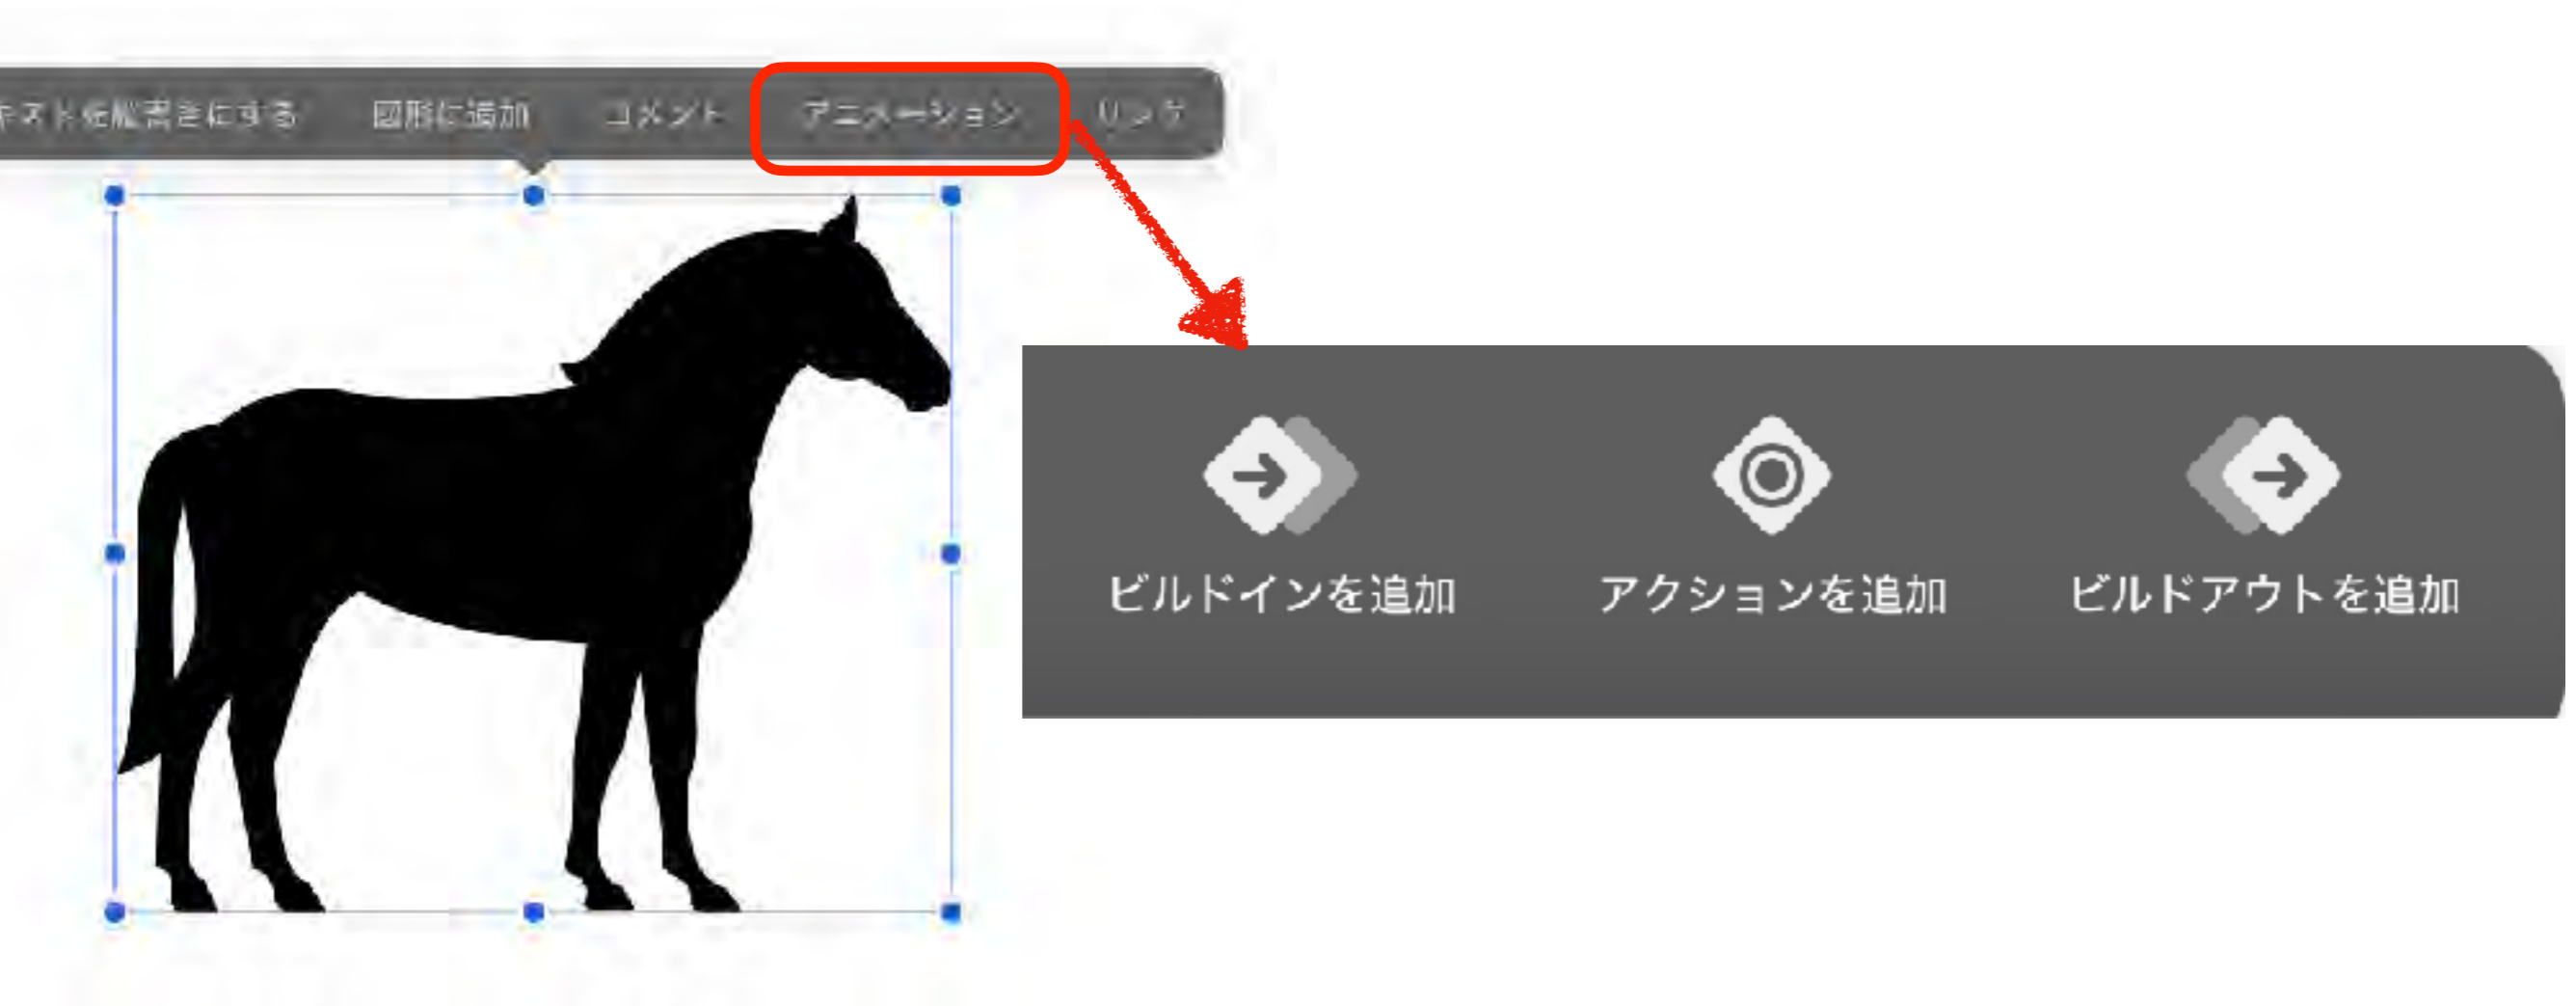 キストを縦書きにする 図形に追加 コメント アニメーション リンク
ビルドインを追加 アクションを追加 ビルドアウトを追加